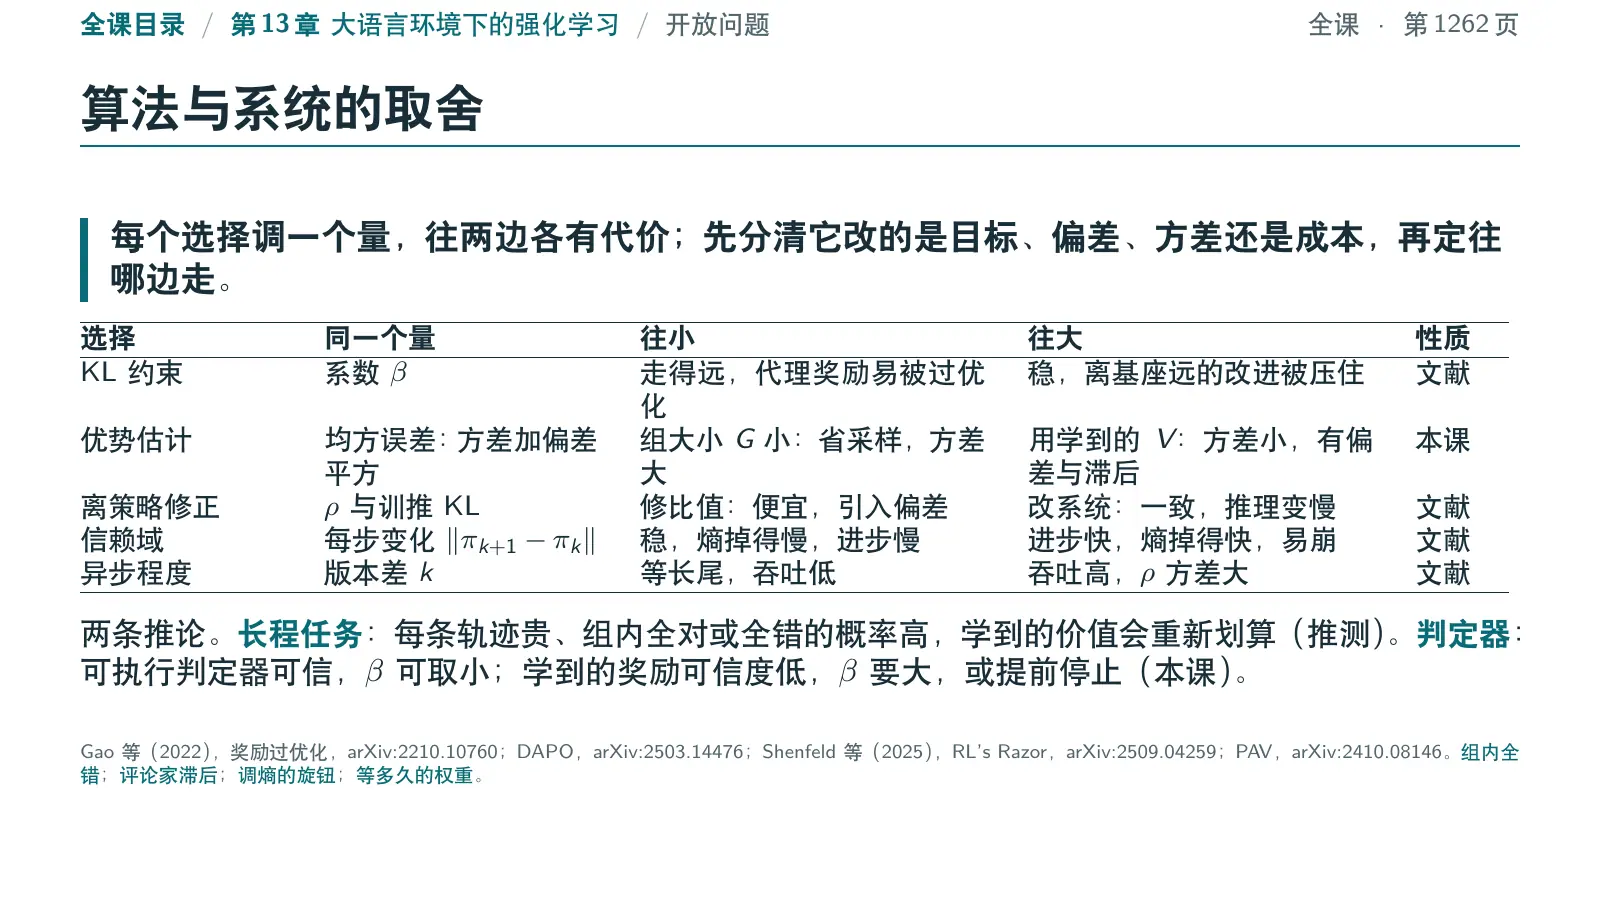 全课目录 / 第13章 大语言环境下的强化学习 / 开放问题
全课 · 第1262页
算法与系统的取舍
每个选择调一个量，往两边各有代价；先分清它改的是目标、偏差、方差还是成本，再定往
哪边走。
选择 同一个量 往小 往大 性质
KL 约束 系数 β 走得远，代理奖励易被过优化 稳，离基座远的改进被压住 文献
优势估计 均方误差：方差加偏差平方 组大小 G 小：省采样，方差大 用学到的 V：方差小，有偏差与滞后 本课
离策略修正 ρ 与训推 KL 修比值：便宜，引入偏差 改系统：一致，推理变慢 文献
信赖域 每步变化 ‖πₖ₊₁ − πₖ‖ 稳，熵掉得慢，进步慢 进步快，熵掉得快，易崩 文献
异步程度 版本差 k 等长尾，吞吐低 吞吐高，ρ 方差大 文献
两条推论。长程任务：每条轨迹贵、组内全对或全错的概率高，学到的价值会重新划算（推测）。判定器：
可执行判定器可信，β 可取小；学到的奖励可信度低，β 要大，或提前停止（本课）。
Gao 等（2022），奖励过优化，arXiv:2210.10760；DAPO，arXiv:2503.14476；Shenfeld 等（2025），RL's Razor，arXiv:2509.04259；PAV，arXiv:2410.08146。组内全
错；评论家滞后；调熵的旋钮；等多久的权重。